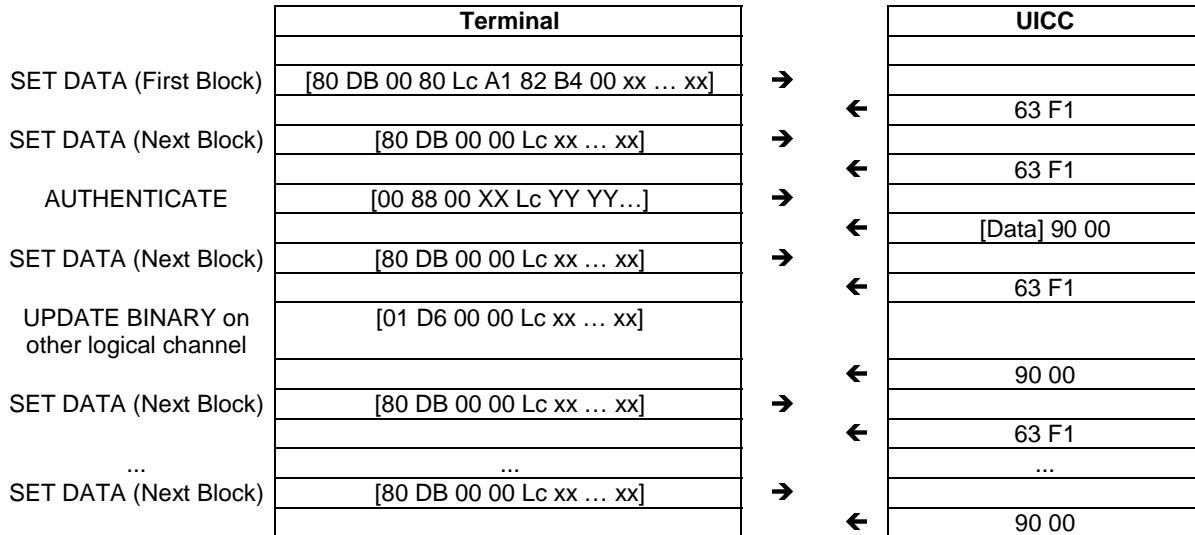 Terminal UICC
SET DATA (First Block) [80 DB 00 80 Lc A1 82 B4 00 xx … xx] ➔
← 63 F1
SET DATA (Next Block) [80 DB 00 00 Lc xx … xx] ➔
← 63 F1
AUTHENTICATE [00 88 00 XX Lc YY YY…] ➔
← [Data] 90 00
SET DATA (Next Block) [80 DB 00 00 Lc xx … xx] ➔
← 63 F1
UPDATE BINARY on [01 D6 00 00 Lc xx … xx]
other logical channel
← 90 00
SET DATA (Next Block) [80 DB 00 00 Lc xx … xx] ➔
← 63 F1
... ... ...
SET DATA (Next Block) [80 DB 00 00 Lc xx … xx] ➔
← 90 00